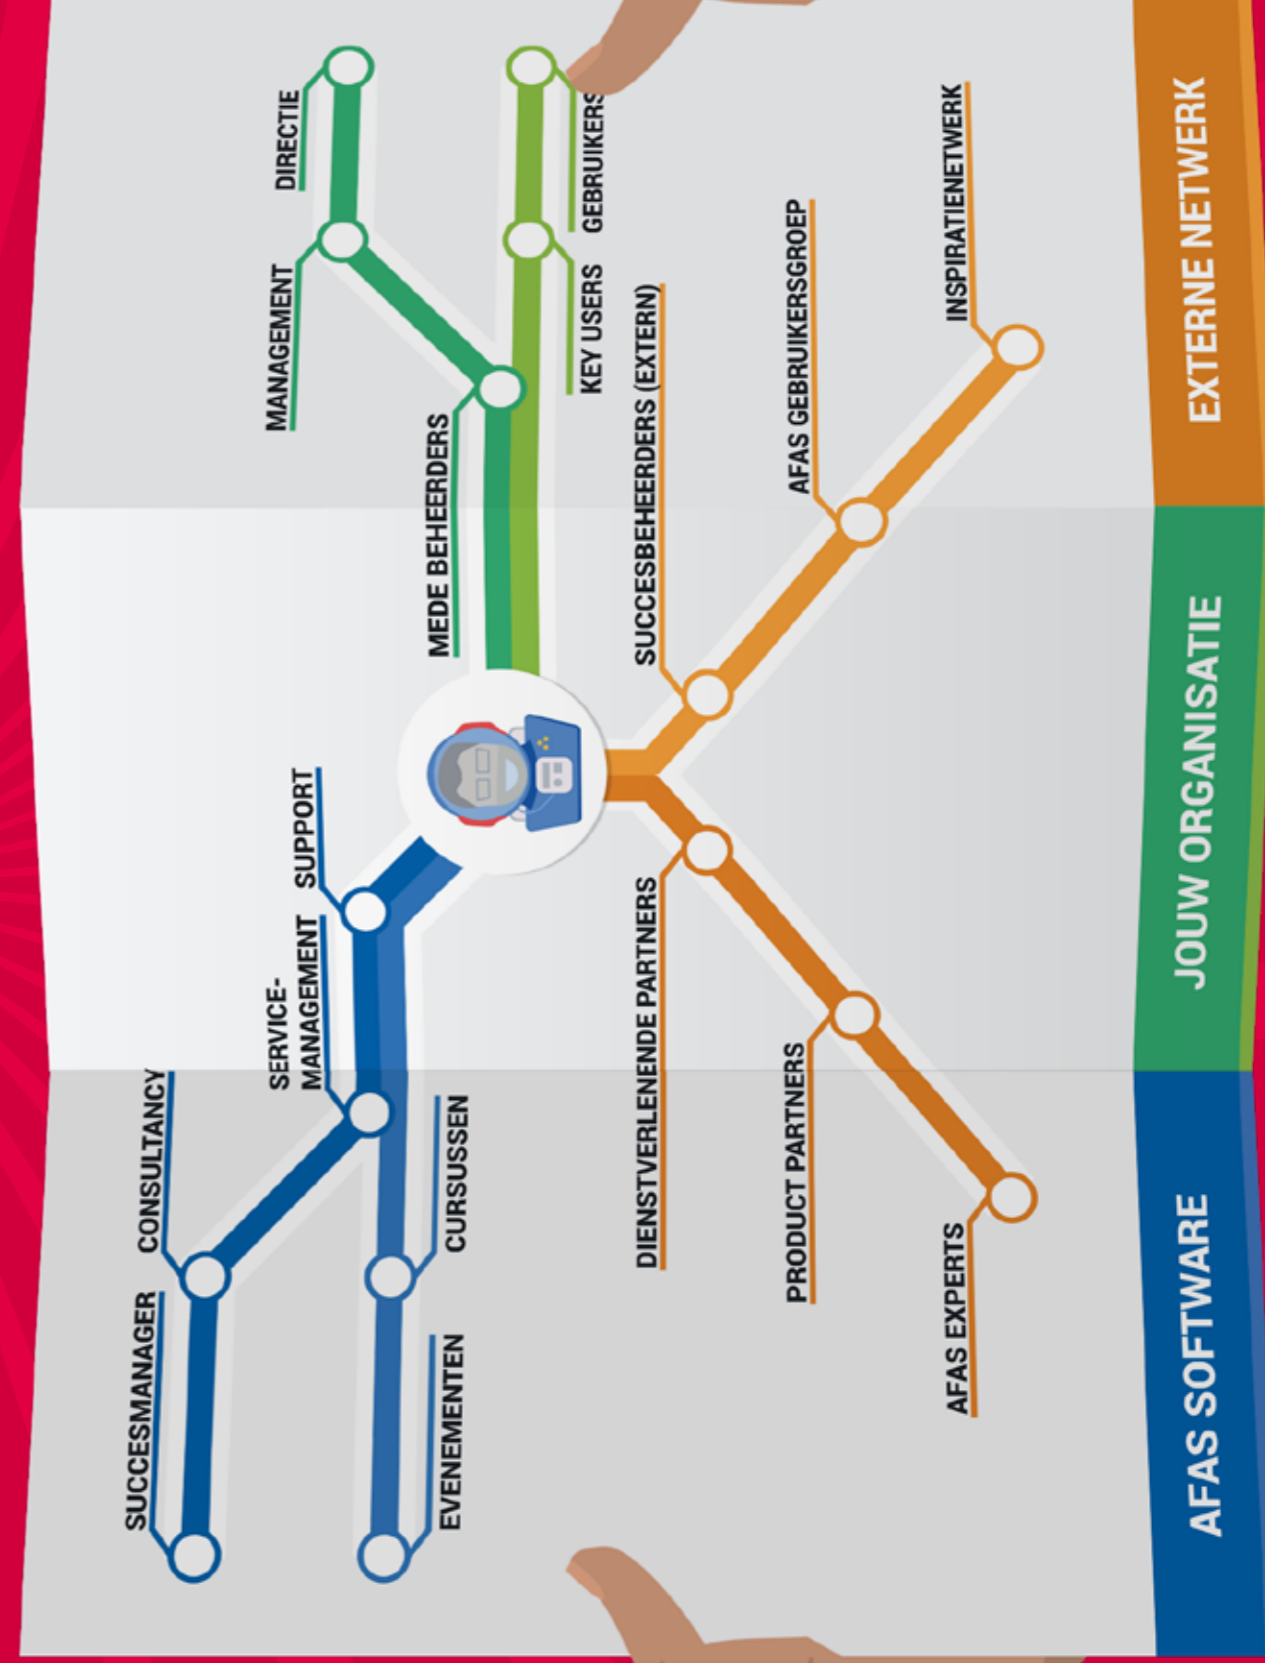 SUCCESMANAGER
CONSULTANCY
SERVICE-
MANAGEMENT
SUPPORT
EVENEMENTEN
CURSUSSEN
MEDE BEHEERDERS
MANAGEMENT
DIRECTIE
KEY USERS
GEBRUIKERS
DIENSTVERLENENDE PARTNERS
SUCCESBEHEERDERS (EXTERN)
PRODUCT PARTNERS
AFAS GEBRUIKERSGROEP
AFAS EXPERTS
INSPIRATIENETWERK
AFAS SOFTWARE
JOUW ORGANISATIE
EXTERNE NETWERK